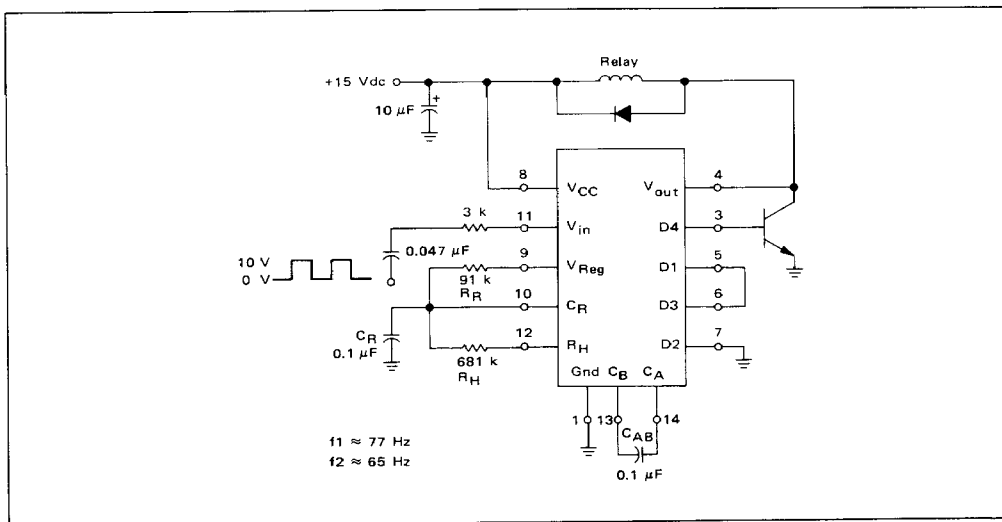 Relay
+15 Vdc
+
10 μF
8
VCC
Vout
4
3 k
11
Vin
D4
3
0.047 μF
10 V
0 V
9
VReg
D1
5
91 k
RR
10
CR
D3
6
CR
0.1 μF
12
RH
D2
7
681 k
RH
Gnd CB CA
1 13 14
CAB
0.1 μF
f1 ≈ 77 Hz
f2 ≈ 65 Hz